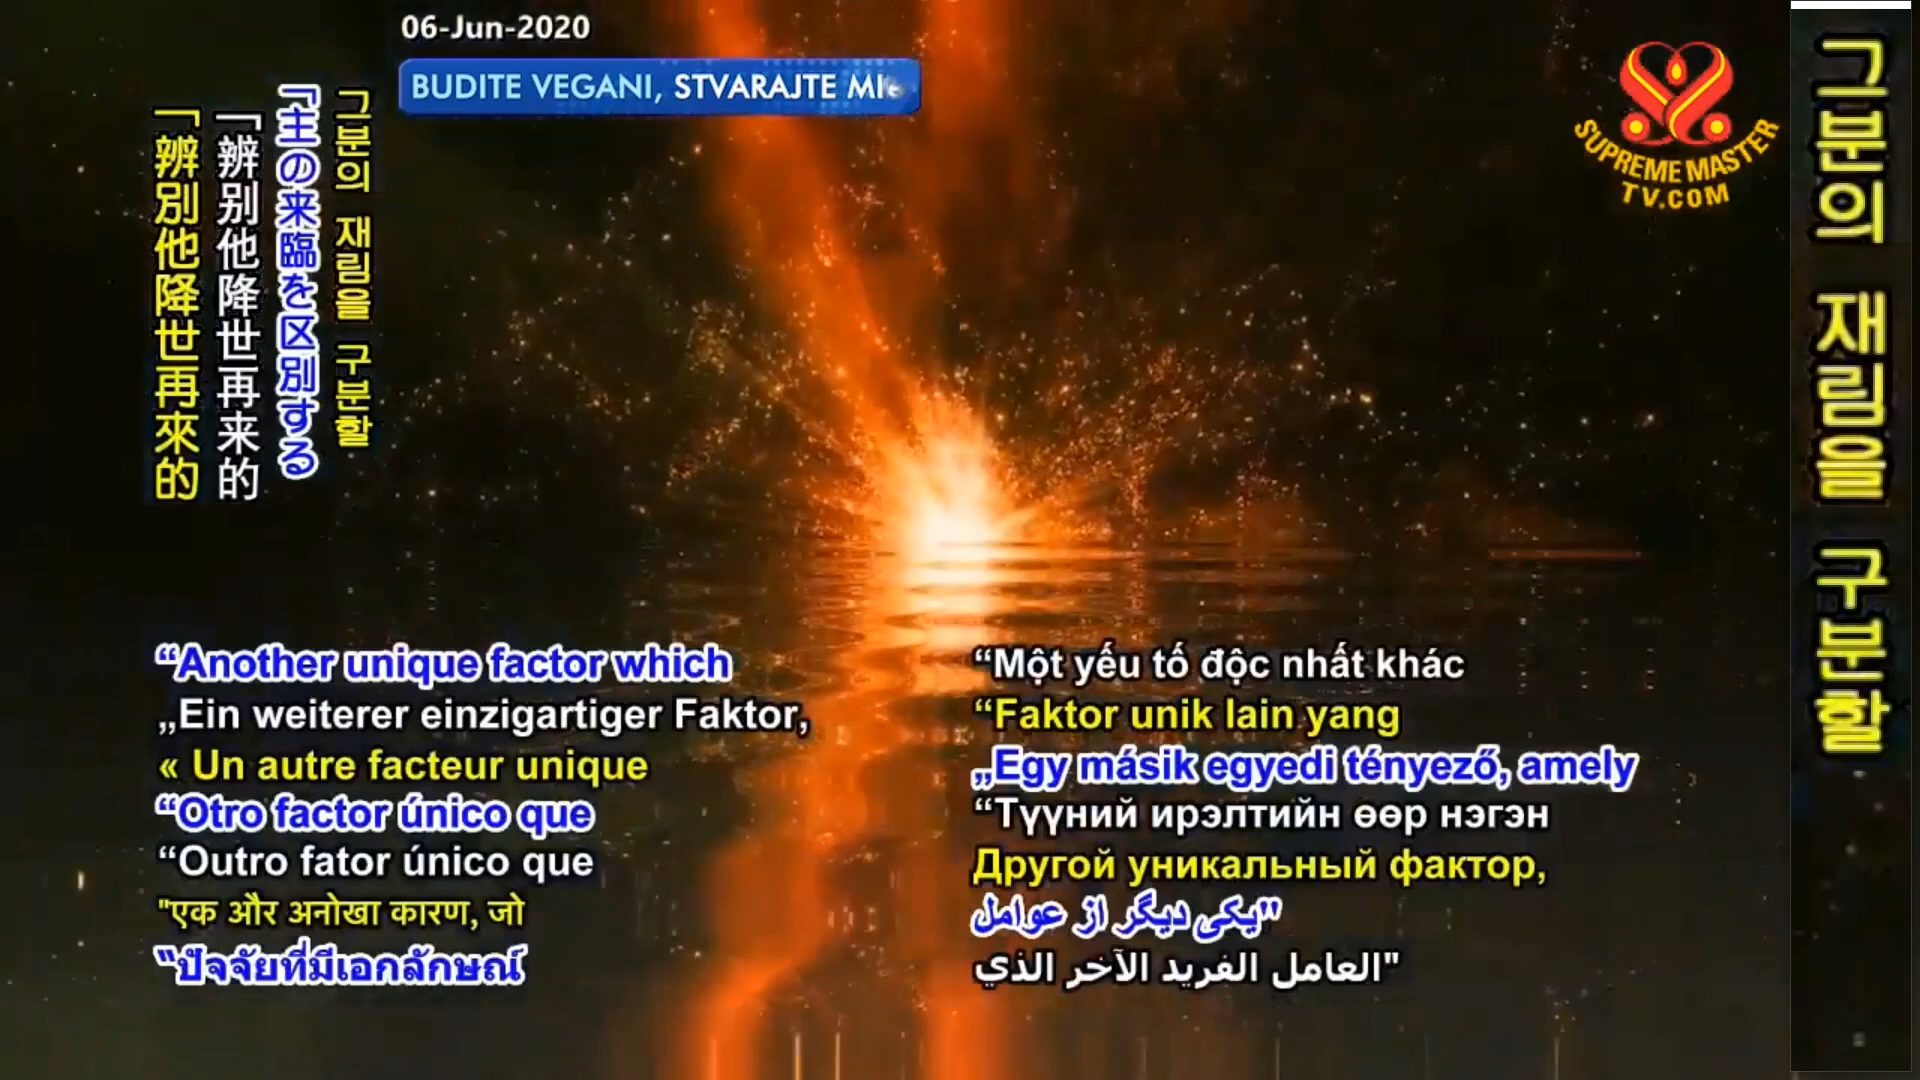 06-Jun-2020
BUDITE VEGANI, STVARAJTE
SUPREME MASTER
TV.COM
그분의 재림을 구분할
「主の来臨を区別する
「辨别他降世再来的
「辨別他降世再來的
그분의 재림을 구분할
“Another unique factor which
„Ein weiterer einzigartiger Faktor,
« Un autre facteur unique
“Otro factor único que
“Outro fator único que
"एक और अनोखा कारण, जो
“ปัจจัยที่มีเอกลักษณ์
“Một yếu tố độc nhất khác
“Faktor unik lain yang
„Egy másik egyedi tényező, amely
“Түүний ирэлтийн өөр нэгэн
Другой уникальный фактор,
"یکی دیگر از عوامل
"العامل الفريد الآخر الذي